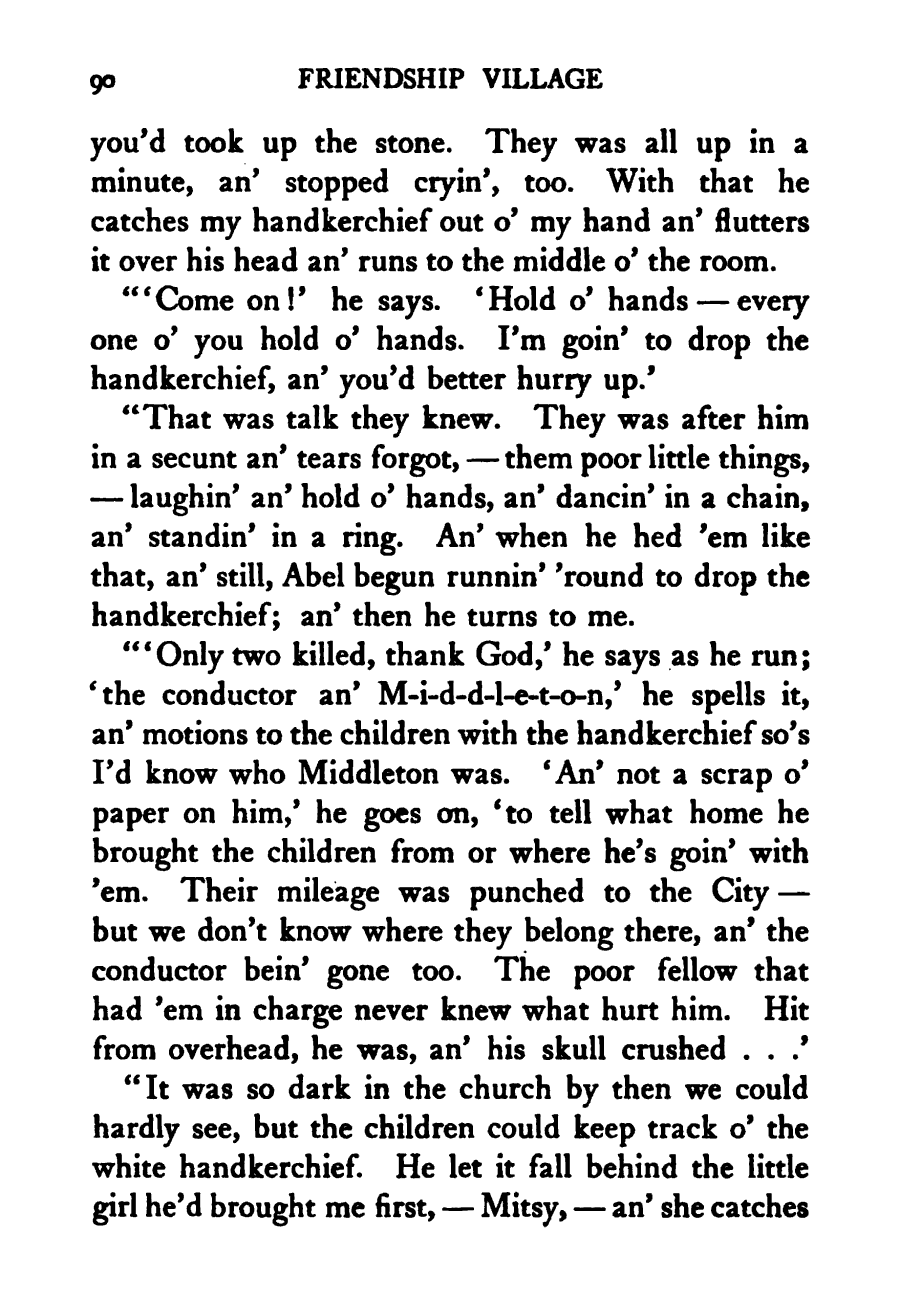 90 FRIENDSHIP VILLAGE
you'd took up the stone. They was all up in a
minute, an' stopped cryin', too. With that he
catches my handkerchief out o' my hand an' flutters
it over his head an' runs to the middle o' the room.
"'Come on!' he says. 'Hold o' hands — every
one o' you hold o' hands. I'm goin' to drop the
handkerchief, an' you'd better hurry up.'
"That was talk they knew. They was after him
in a secunt an' tears forgot, — them poor little things,
— laughin' an' hold o' hands, an' dancin' in a chain,
an' standin' in a ring. An' when he hed 'em like
that, an' still, Abel begun runnin' 'round to drop the
handkerchief; an' then he turns to me.
"'Only two killed, thank God,' he says as he run;
'the conductor an' M-i-d-d-l-e-t-o-n,' he spells it,
an' motions to the children with the handkerchief so's
I'd know who Middleton was. 'An' not a scrap o'
paper on him,' he goes on, 'to tell what home he
brought the children from or where he's goin' with
'em. Their mileage was punched to the City —
but we don't know where they belong there, an' the
conductor bein' gone too. The poor fellow that
had 'em in charge never knew what hurt him. Hit
from overhead, he was, an' his skull crushed . . .'
"It was so dark in the church by then we could
hardly see, but the children could keep track o' the
white handkerchief. He let it fall behind the little
girl he'd brought me first, — Mitsy, — an' she catches